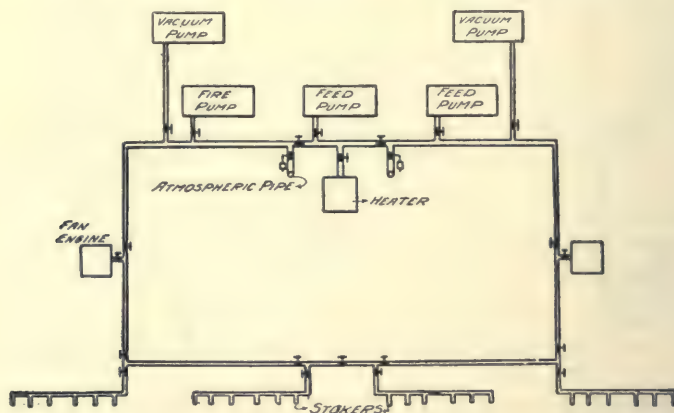 VACUUM
PUMP
VACUUM
PUMP
FIRE
PUMP
FEED
PUMP
FEED
PUMP
ATMOSPHERIC PIPE
HEATER
FAN
ENGINE
STOKERS